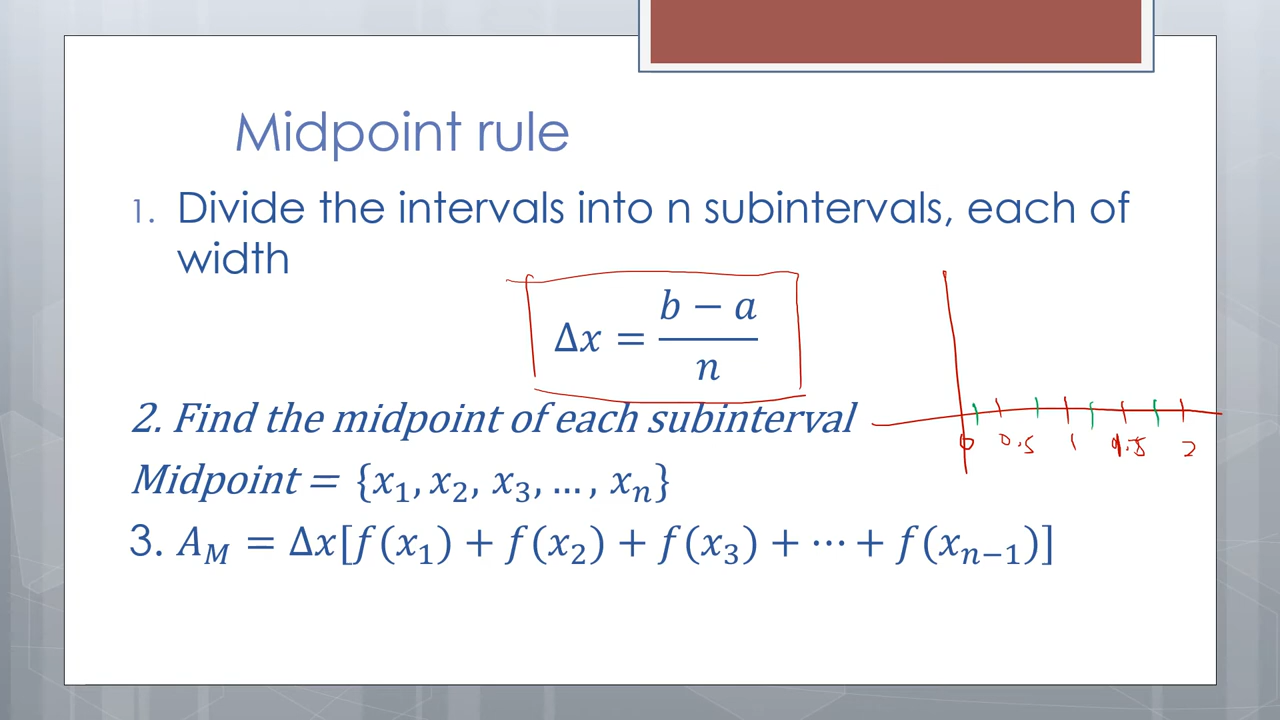 Midpoint rule
1. Divide the intervals into n subintervals, each of
width
Δx = (b − a)/n
2. Find the midpoint of each subinterval
Midpoint = {x₁, x₂, x₃, … , xₙ}
3. A_M = Δx[f(x₁) + f(x₂) + f(x₃) + ⋯ + f(xₙ₋₁)]
0 0.5 1 1.5 2